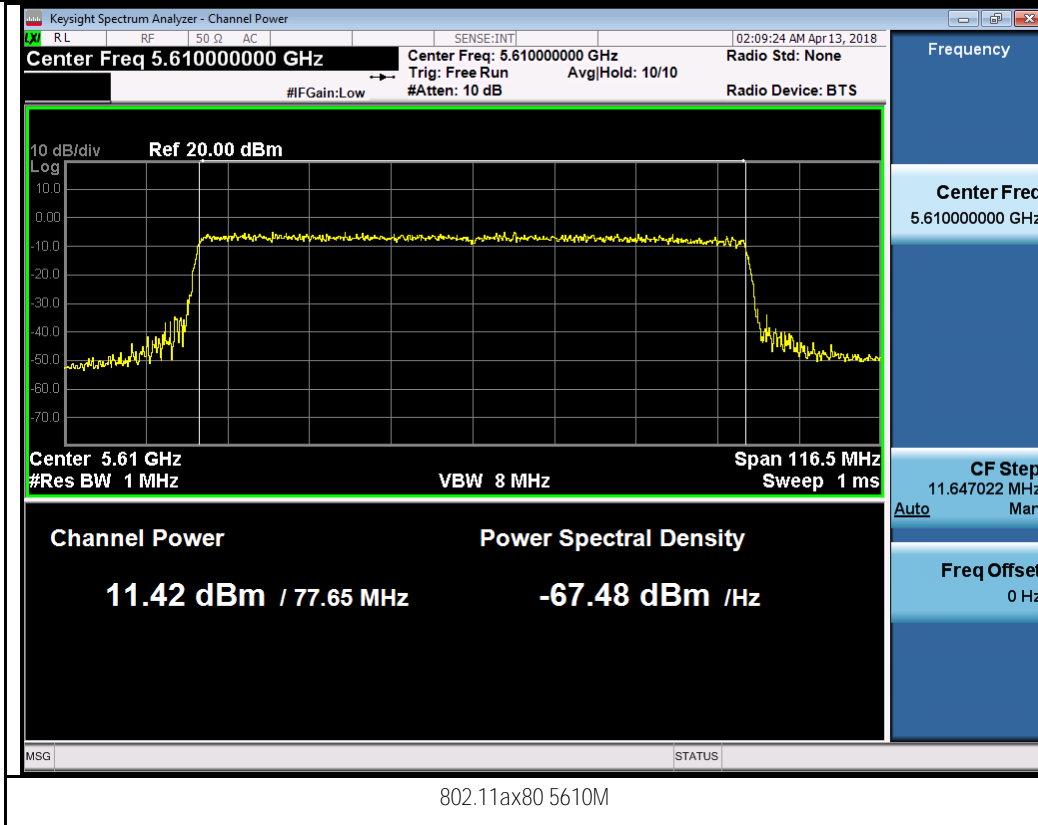 Keysight Spectrum Analyzer - Channel Power
LXI RL RF 50 Ω AC SENSE:INT 02:09:24 AM Apr 13, 2018
Center Freq 5.610000000 GHz
Center Freq: 5.610000000 GHz
Radio Std: None
Trig: Free Run
Avg|Hold: 10/10
#IFGain:Low
#Atten: 10 dB
Radio Device: BTS
10 dB/div
Ref 20.00 dBm
Log
10.0
0.00
-10.0
-20.0
-30.0
-40.0
-50.0
-60.0
-70.0
Center 5.61 GHz
Span 116.5 MHz
#Res BW 1 MHz
VBW 8 MHz
Sweep 1 ms
Channel Power
Power Spectral Density
11.42 dBm / 77.65 MHz
-67.48 dBm /Hz
Frequency
Center Freq
5.610000000 GHz
CF Step
11.647022 MHz
Auto Man
Freq Offset
0 Hz
MSG
STATUS
802.11ax80 5610M